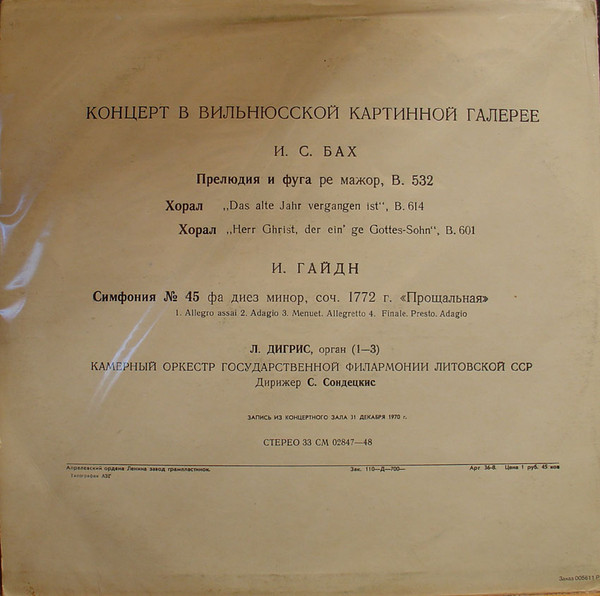 КОНЦЕРТ В ВИЛЬНЮССКОЙ КАРТИННОЙ ГАЛЕРЕЕ
И. С. БАХ
Прелюдия и фуга ре мажор, В. 532
Хорал „Das alte Jahr vergangen ist“, В. 614
Хорал „Herr Ghrist, der ein’ ge Gottes-Sohn“, В. 601
И. ГАЙДН
Симфония № 45 фа диез минор, соч. 1772 г. «Прощальная»
1. Allegro assai 2. Adagio 3. Menuet. Allegretto 4. Finale. Presto. Adagio
Л. ДИГРИС, орган (1—3)
КАМЕРНЫЙ ОРКЕСТР ГОСУДАРСТВЕННОЙ ФИЛАРМОНИИ ЛИТОВСКОЙ ССР
Дирижер С. Сондецкис
ЗАПИСЬ ИЗ КОНЦЕРТНОГО ЗАЛА 31 ДЕКАБРЯ 1970 г.
СТЕРЕО 33 СМ 02847—48
Апрелевский ордена Ленина завод грампластинок. Зак. 110—Д—700— Арт 36-8. Цена 1 руб. 45 коп
Типография АЗГ
Заказ 005611 Р